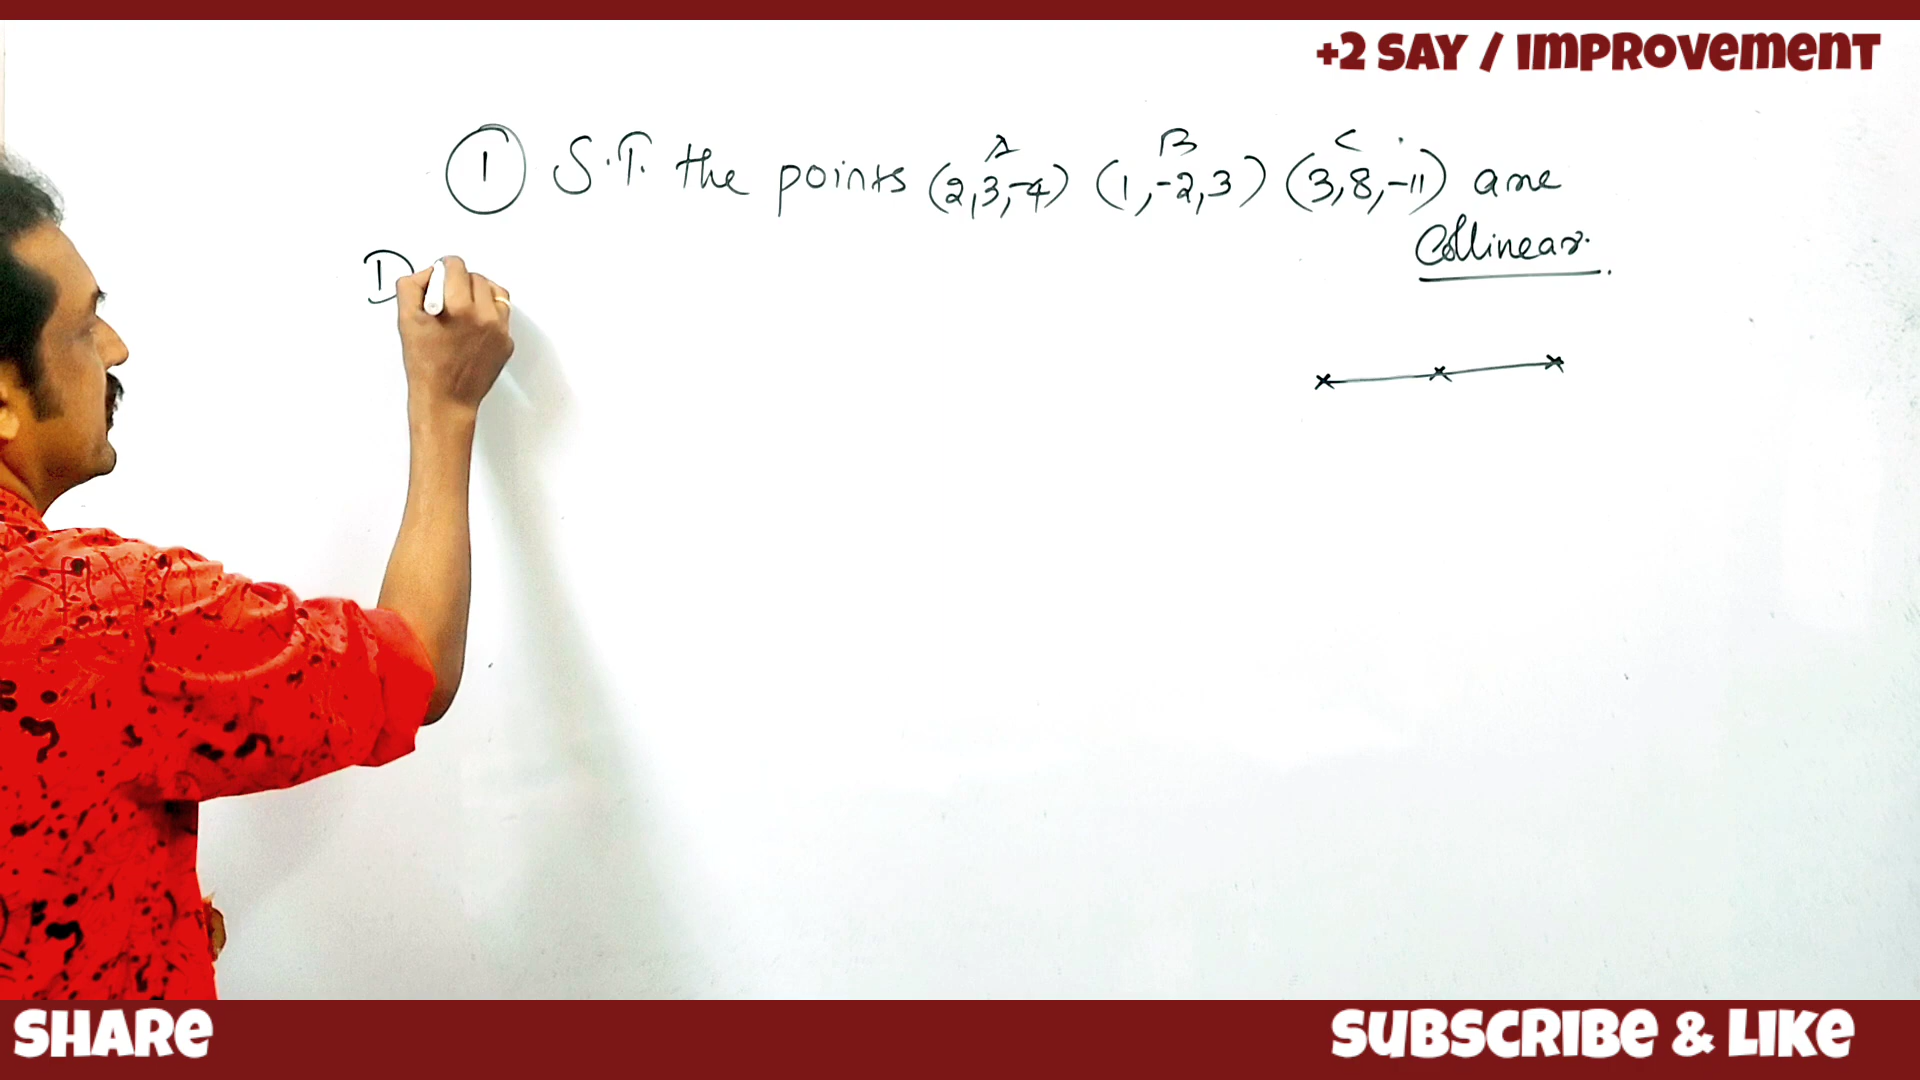 +2 SAY / IMPROVEMENT
A B C
① S.T. the points (2,3,-4) (1,-2,3) (3,8,-11) are
Collinear.
D
SHARE
SUBSCRIBE & LIKE